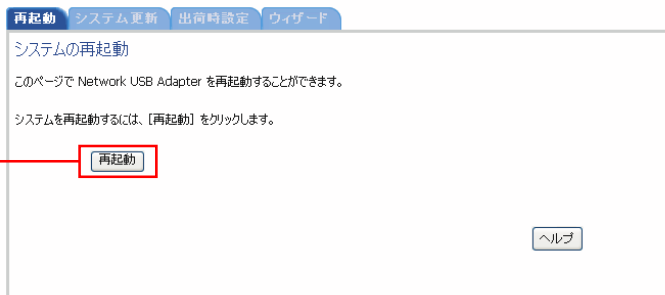 再起動 システム更新 出荷時設定 ウィザード
システムの再起動
このページで Network USB Adapter を再起動することができます。
システムを再起動するには、[再起動] をクリックします。
再起動
ヘルプ